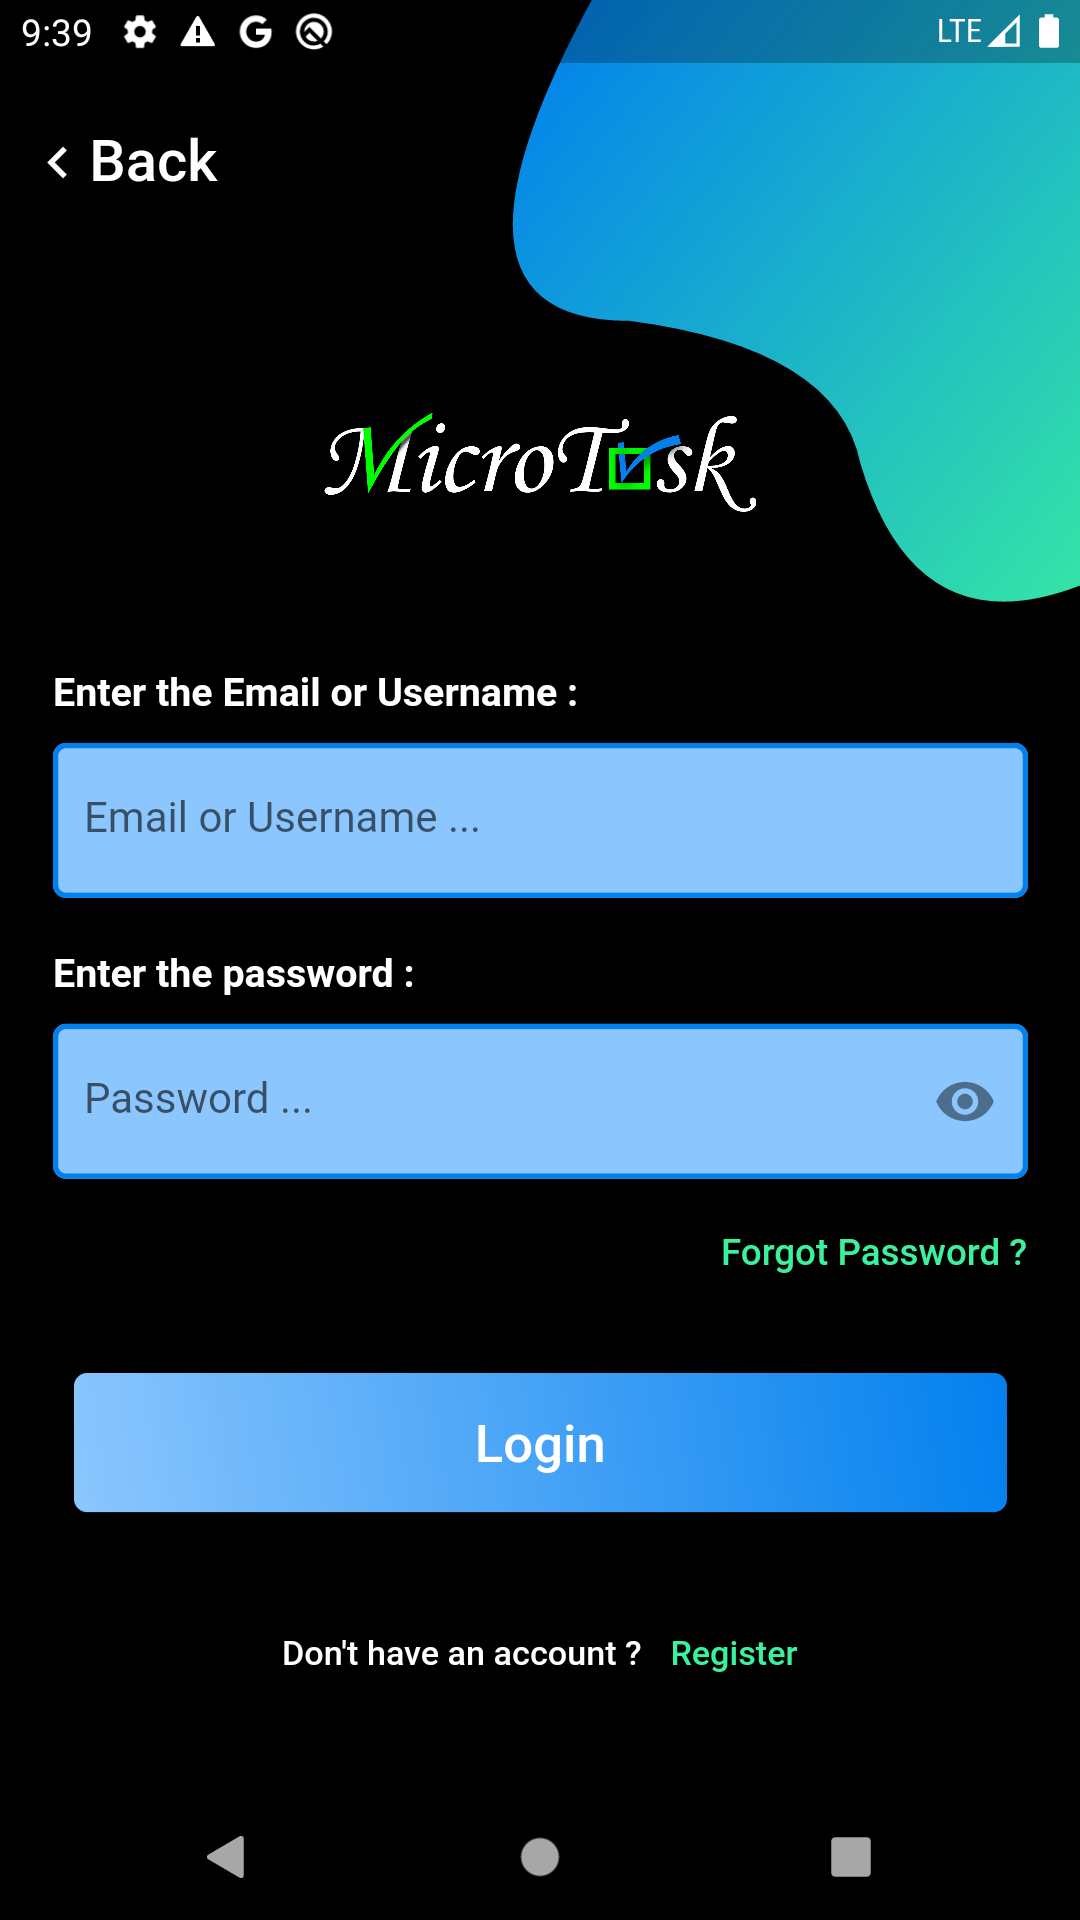 9:39 LTE
Back
MicroTask
Enter the Email or Username :
Email or Username ...
Enter the password :
Password ...
Forgot Password ?
Login
Don't have an account ? Register